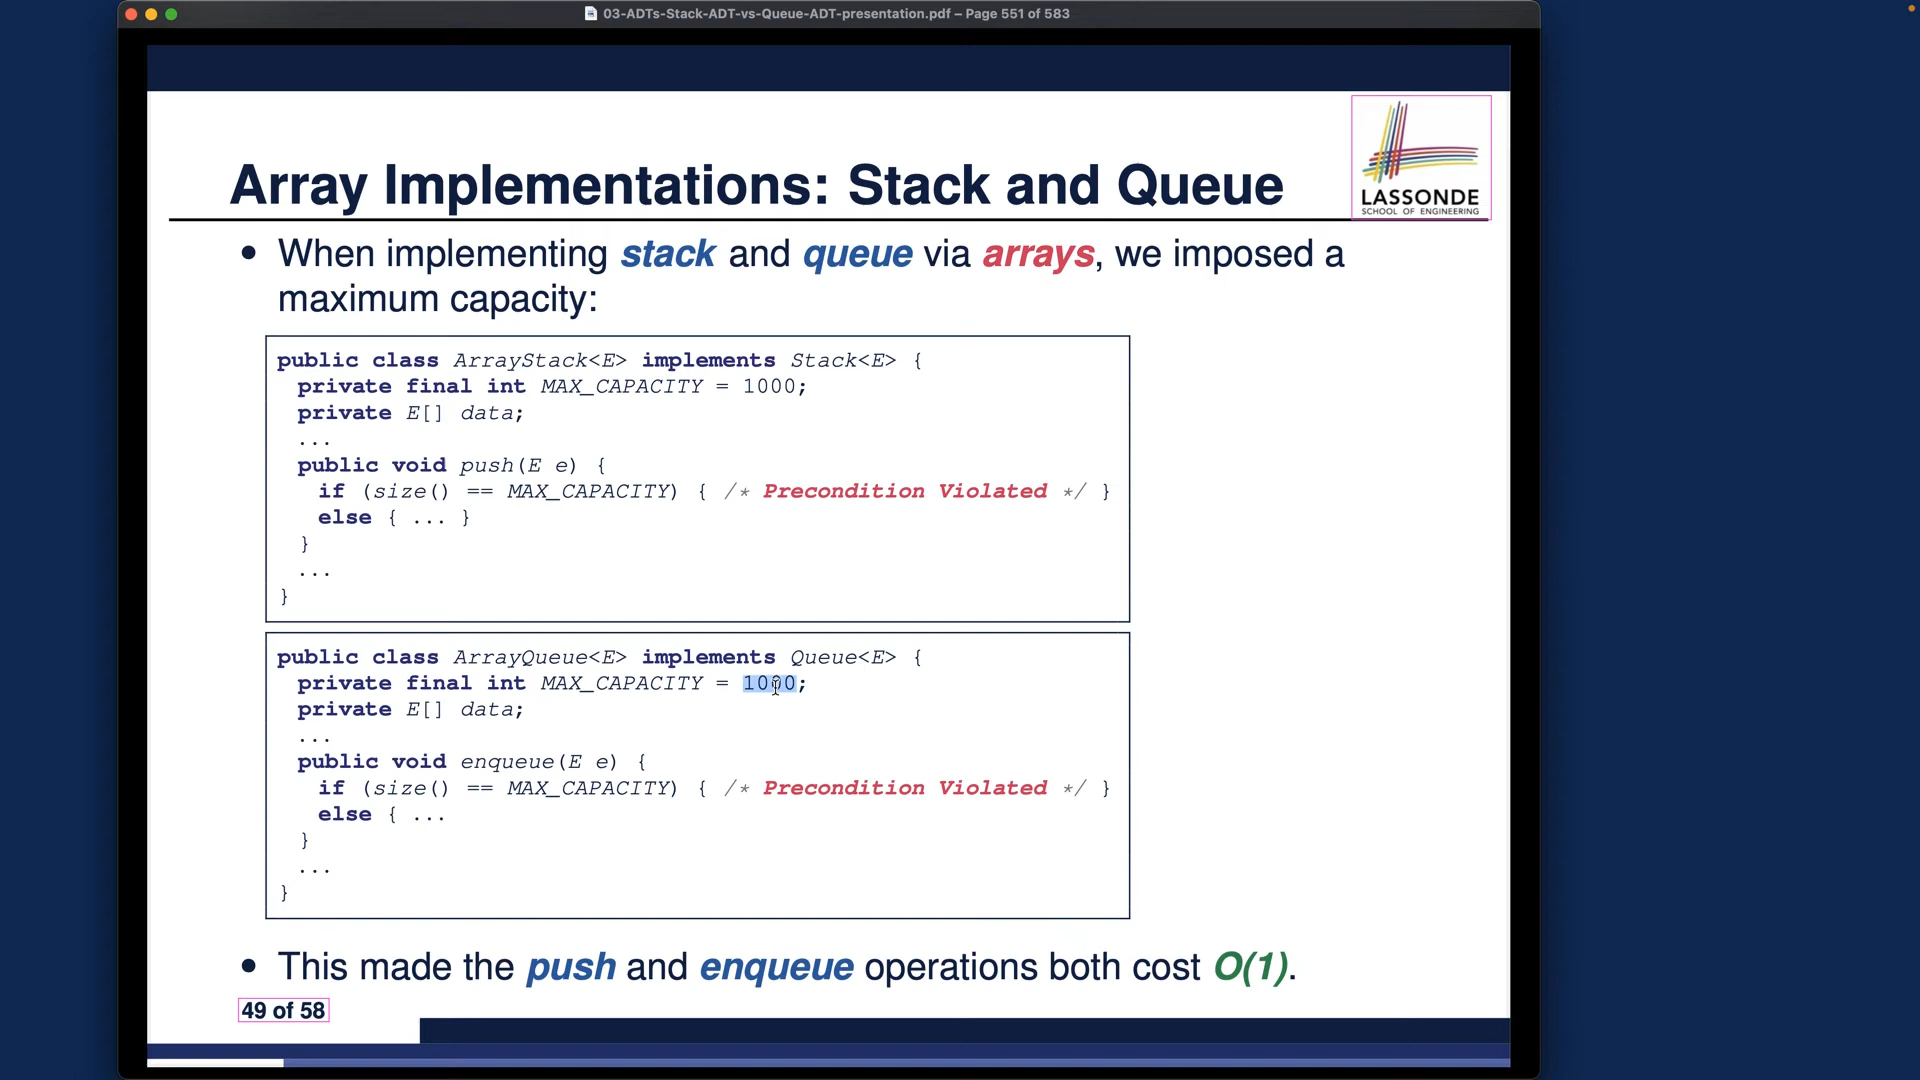 03-ADTs-Stack-ADT-vs-Queue-ADT-presentation.pdf – Page 551 of 583
LASSONDE
SCHOOL OF ENGINEERING
Array Implementations: Stack and Queue
• When implementing stack and queue via arrays, we imposed a
maximum capacity:
public class ArrayStack<E> implements Stack<E> {
private final int MAX_CAPACITY = 1000;
private E[] data;
...
public void push(E e) {
if (size() == MAX_CAPACITY) { /* Precondition Violated */ }
else { ... }
}
...
}
public class ArrayQueue<E> implements Queue<E> {
private final int MAX_CAPACITY = 1000;
private E[] data;
...
public void enqueue(E e) {
if (size() == MAX_CAPACITY) { /* Precondition Violated */ }
else { ...
}
...
}
• This made the push and enqueue operations both cost O(1).
49 of 58